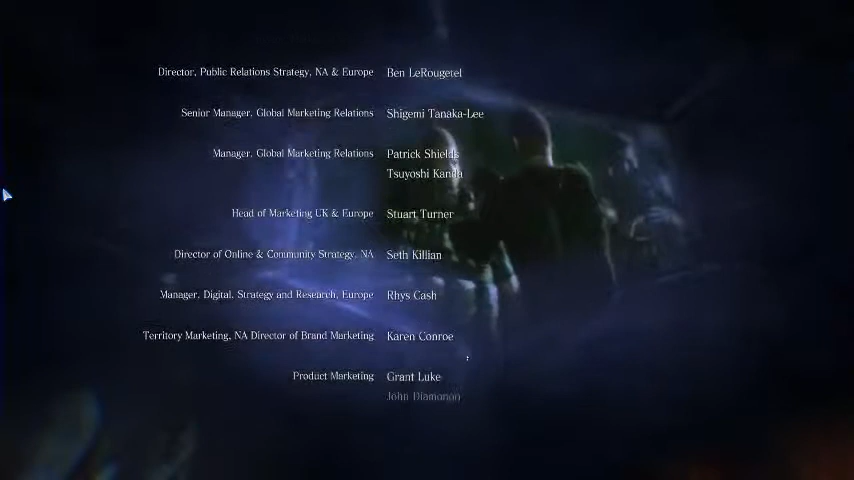 Director, Public Relations Strategy, NA & Europe Ben LeRougetel
Senior Manager, Global Marketing Relations Shigemi Tanaka-Lee
Manager, Global Marketing Relations Patrick Shields
Tsuyoshi Kanda
Head of Marketing UK & Europe Stuart Turner
Director of Online & Community Strategy, NA Seth Killian
Manager, Digital, Strategy and Research, Europe Rhys Cash
Territory Marketing, NA Director of Brand Marketing Karen Conroe
Product Marketing Grant Luke
John Diamonon